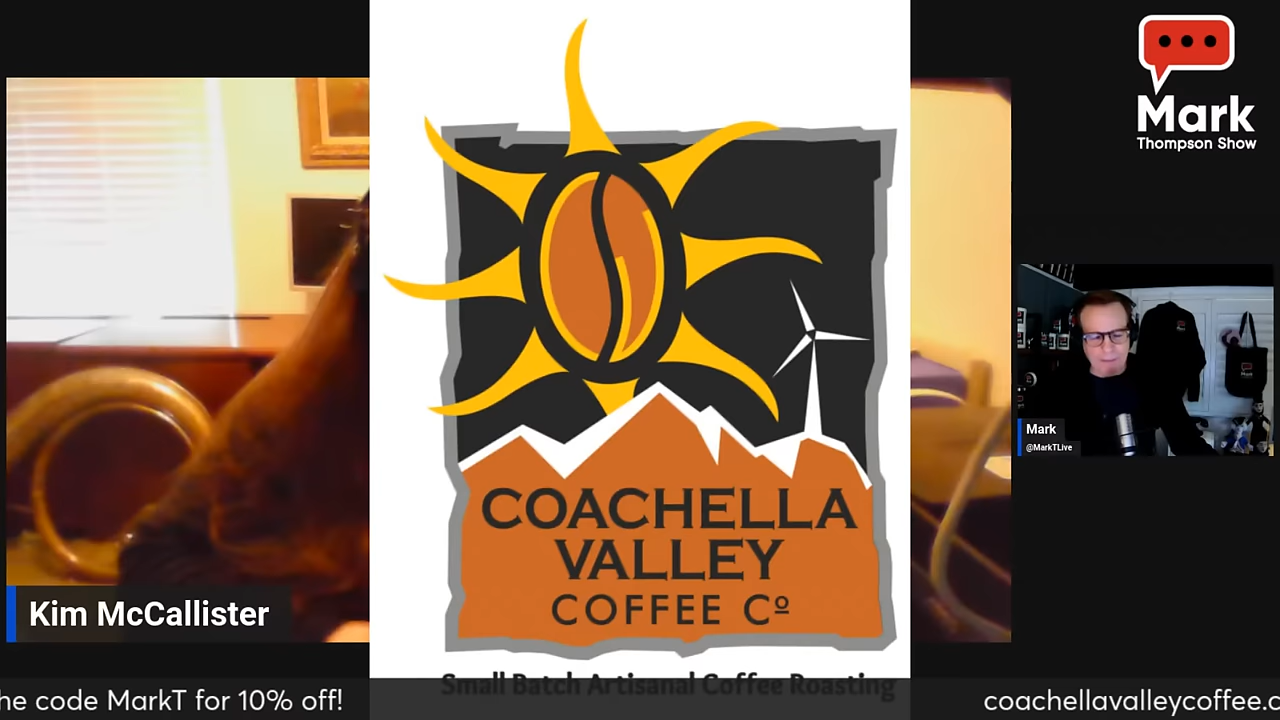 Mark
Thompson Show
COACHELLA
VALLEY
COFFEE Cº
Small Batch Artisanal Coffee Roasting
Mark
@MarkTLive
Kim McCallister
he code MarkT for 10% off!
coachellavalleycoffee.c